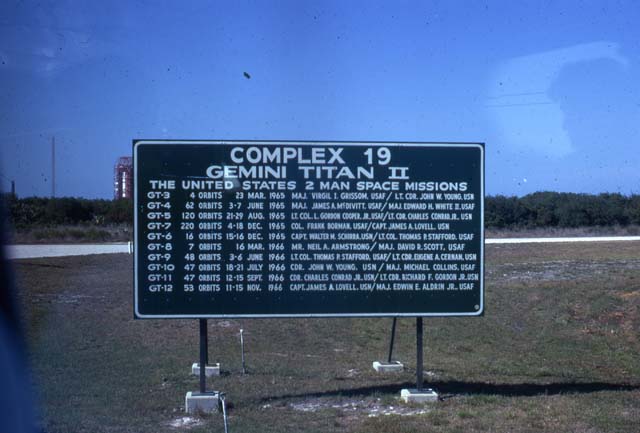 COMPLEX 19
GEMINI TITAN II
THE UNITED STATES 2 MAN SPACE MISSIONS
GT-3 4 ORBITS 23 MAR. 1965 MAJ. VIRGIL I. GRISSOM, USAF/ LT. CDR. JOHN W. YOUNG, USN
GT-4 62 ORBITS 3-7 JUNE 1965 MAJ. JAMES A. McDIVITT, USAF/MAJ. EDWARD H. WHITE II, USAF
GT-5 120 ORBITS 21-29 AUG. 1965 LT. COL. L. GORDON COOPER, JR., USAF/LT. CDR. CHARLES CONRAD JR., USN
GT-7 220 ORBITS 4-18 DEC. 1965 COL. FRANK BORMAN, USAF/CAPT. JAMES A. LOVELL, USN
GT-6 16 ORBITS 15-16 DEC. 1965 CAPT. WALTER M. SCHIRRA, USN/LT. COL. THOMAS P. STAFFORD, USAF
GT-8 7 ORBITS 16 MAR. 1966 MR. NEIL A. ARMSTRONG/ MAJ. DAVID R. SCOTT, USAF
GT-9 48 ORBITS 3-6 JUNE 1966 LT. COL. THOMAS P. STAFFORD, USAF/ LT. CDR. EUGENE A. CERNAN, USN
GT-10 47 ORBITS 18-21 JULY 1966 CDR. JOHN W. YOUNG, USN/ MAJ. MICHAEL COLLINS, USAF
GT-11 47 ORBITS 12-15 SEPT. 1966 CDR. CHARLES CONRAD JR. USN/LT. CDR. RICHARD F. GORDON JR. USN
GT-12 53 ORBITS 11-15 NOV. 1966 CAPT. JAMES A. LOVELL, USN/MAJ. EDWIN E. ALDRIN JR., USAF